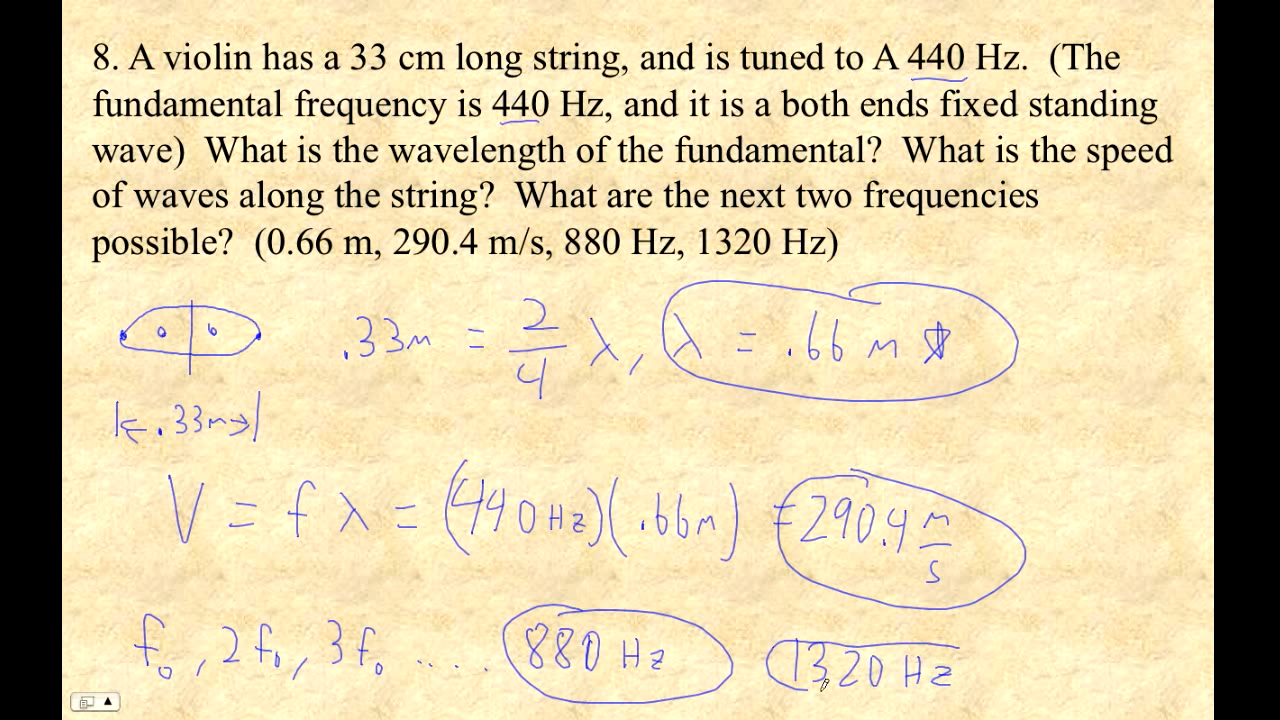 8. A violin has a 33 cm long string, and is tuned to A 440 Hz.  (The
fundamental frequency is 440 Hz, and it is a both ends fixed standing
wave)  What is the wavelength of the fundamental?  What is the speed
of waves along the string?  What are the next two frequencies
possible?  (0.66 m, 290.4 m/s, 880 Hz, 1320 Hz)
.33m = 2/4 λ, λ = .66 m
|←.33m→|
V = f λ = (440 Hz)(.66m) = 290.4 m/s
f₀, 2f₀, 3f₀ ..... 880 Hz 1320 Hz